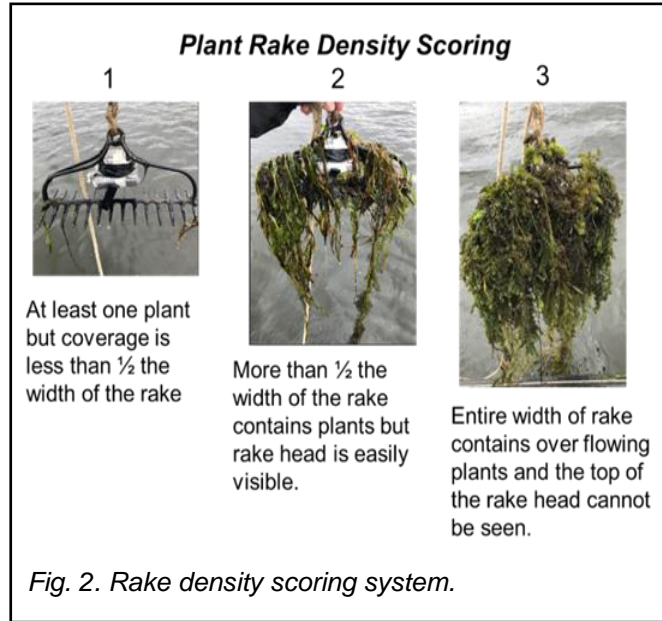 Plant Rake Density Scoring
1
2
3
At least one plant
but coverage is
less than ½ the
width of the rake
More than ½ the
width of the rake
contains plants but
rake head is easily
visible.
Entire width of rake
contains over flowing
plants and the top of
the rake head cannot
be seen.
Fig. 2. Rake density scoring system.